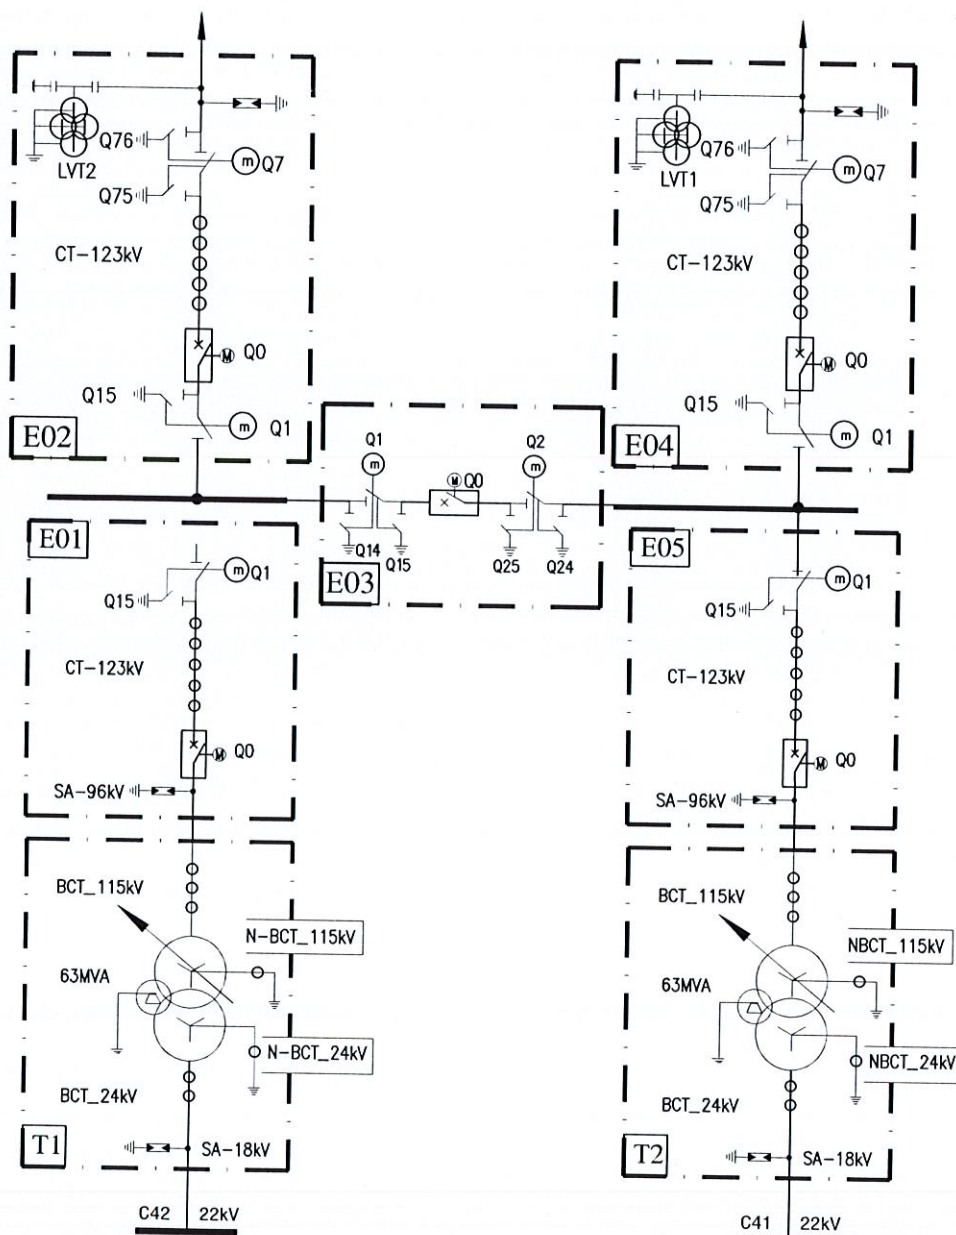 Q76
Q7
LVT2
Q75
CT-123kV
M Q0
Q15
m Q1
E02
Q76
m Q7
LVT1
Q75
CT-123kV
M Q0
Q15
m Q1
E04
Q1
m
Q2
m
M Q0
Q14
Q15
Q25
Q24
E03
E01
m Q1
Q15
CT-123kV
M Q0
SA-96kV
E05
m Q1
Q15
CT-123kV
M Q0
SA-96kV
BCT_115kV
N-BCT_115kV
63MVA
N-BCT_24kV
BCT_24kV
T1
SA-18kV
C42 22kV
BCT_115kV
NBCT_115kV
63MVA
NBCT_24kV
BCT_24kV
T2
SA-18kV
C41 22kV